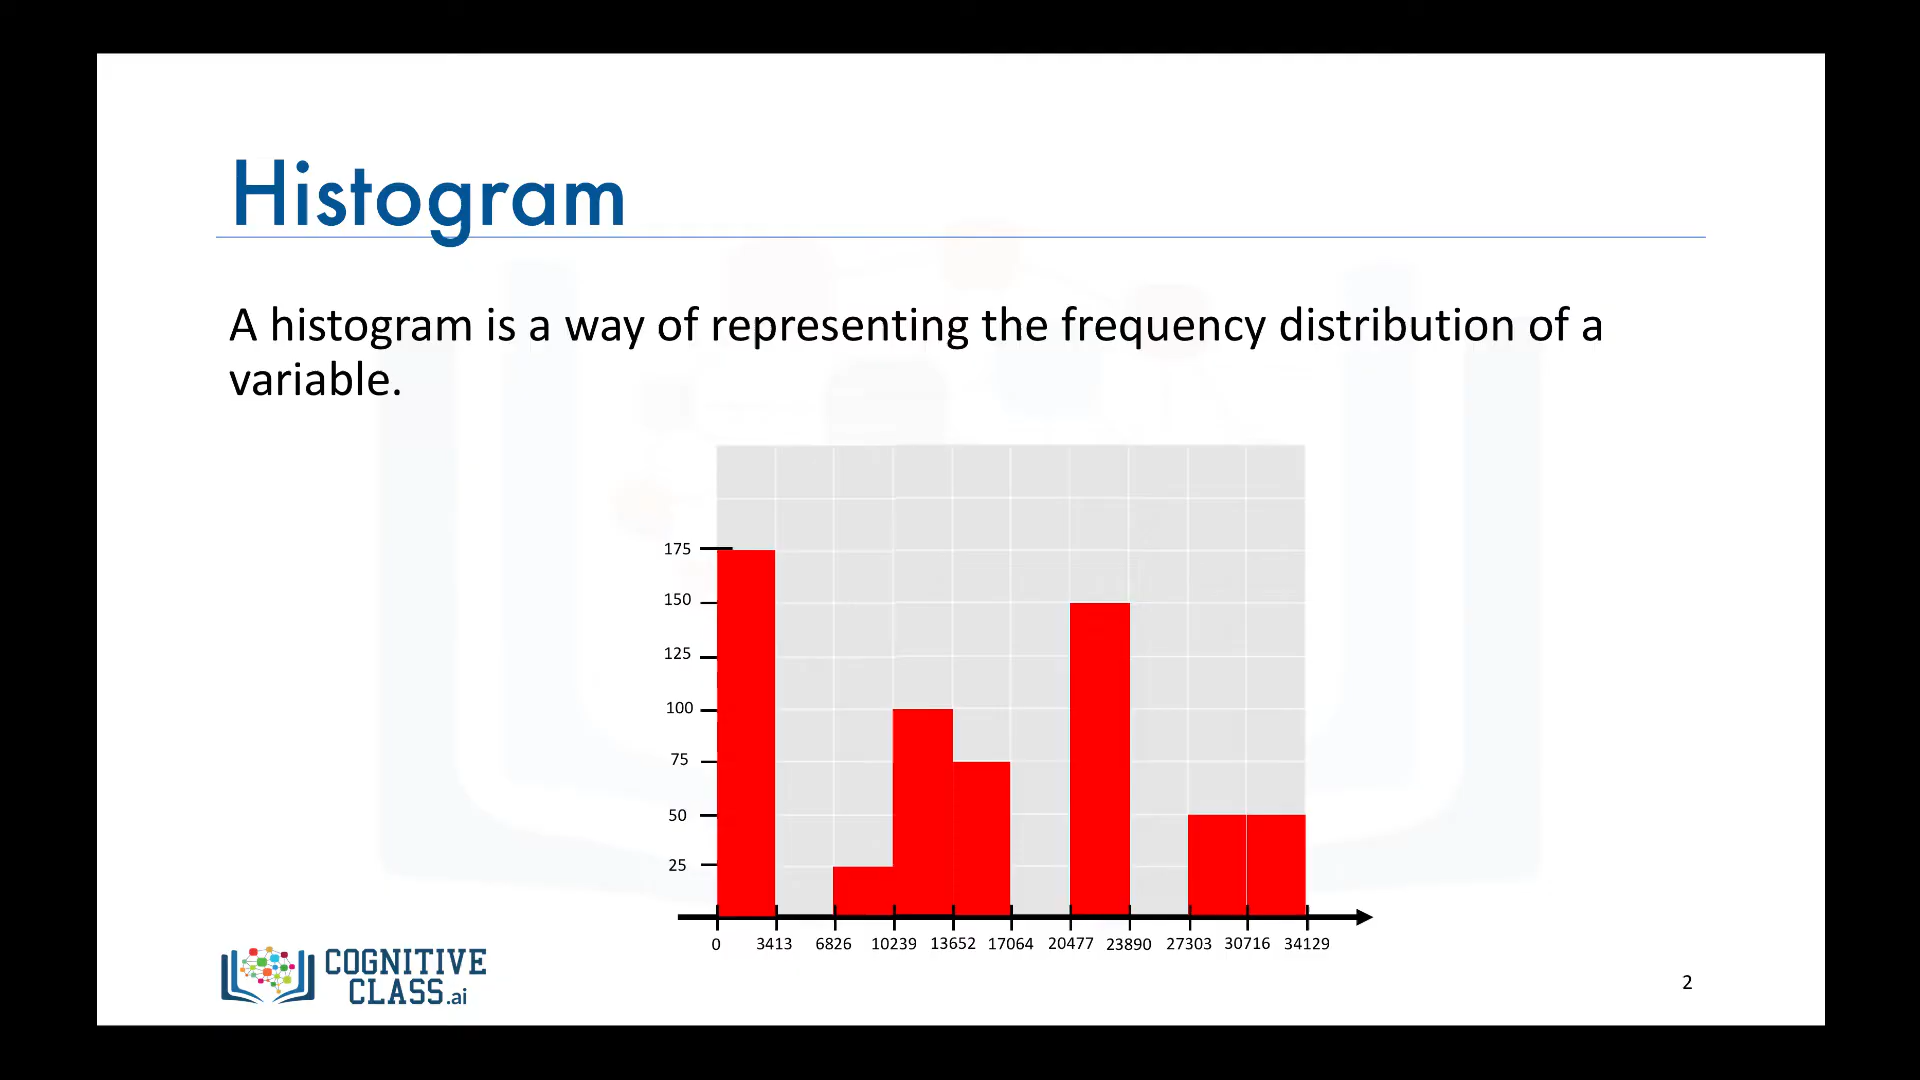 Histogram
A histogram is a way of representing the frequency distribution of a
variable.
175
150
125
100
75
50
25
0 3413 6826 10239 13652 17064 20477 23890 27303 30716 34129
COGNITIVE
CLASS.ai
2